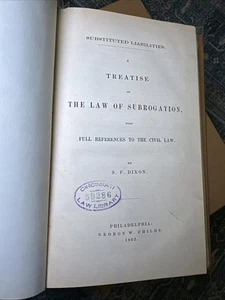 SUBSTITUTED LIABILITIES.
A
TREATISE
ON
THE LAW OF SUBROGATION,
WITH
FULL REFERENCES TO THE CIVIL LAW.
BY
S. F. DIXON.
CINCINNATI
LAW LIBRARY
PHILADELPHIA:
GEORGE W. CHILDS.
1862.